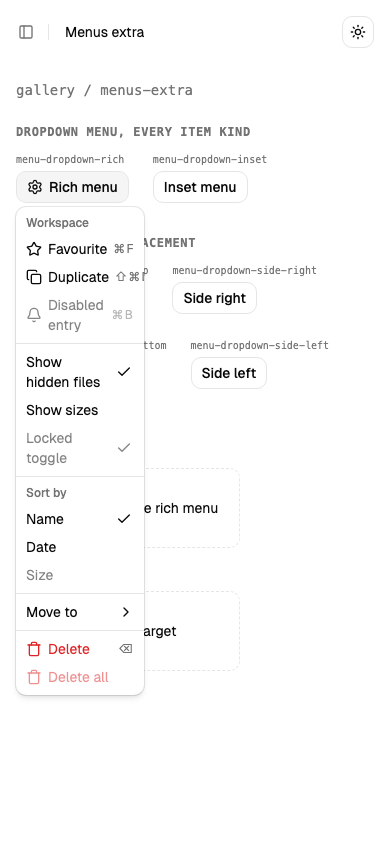 Menus extra
gallery / menus-extra
DROPDOWN MENU, EVERY ITEM KIND
menu-dropdown-rich
menu-dropdown-inset
Rich menu
Inset menu
Workspace
Favourite ⌘F
Duplicate ⇧⌘
Disabled entry ⌘B
Show hidden files
Show sizes
Locked toggle
Sort by
Name
Date
Size
Move to
Delete ⌫
Delete all
ACEMENT
menu-dropdown-side-right
Side right
ttom
menu-dropdown-side-left
Side left
e rich menu
arget